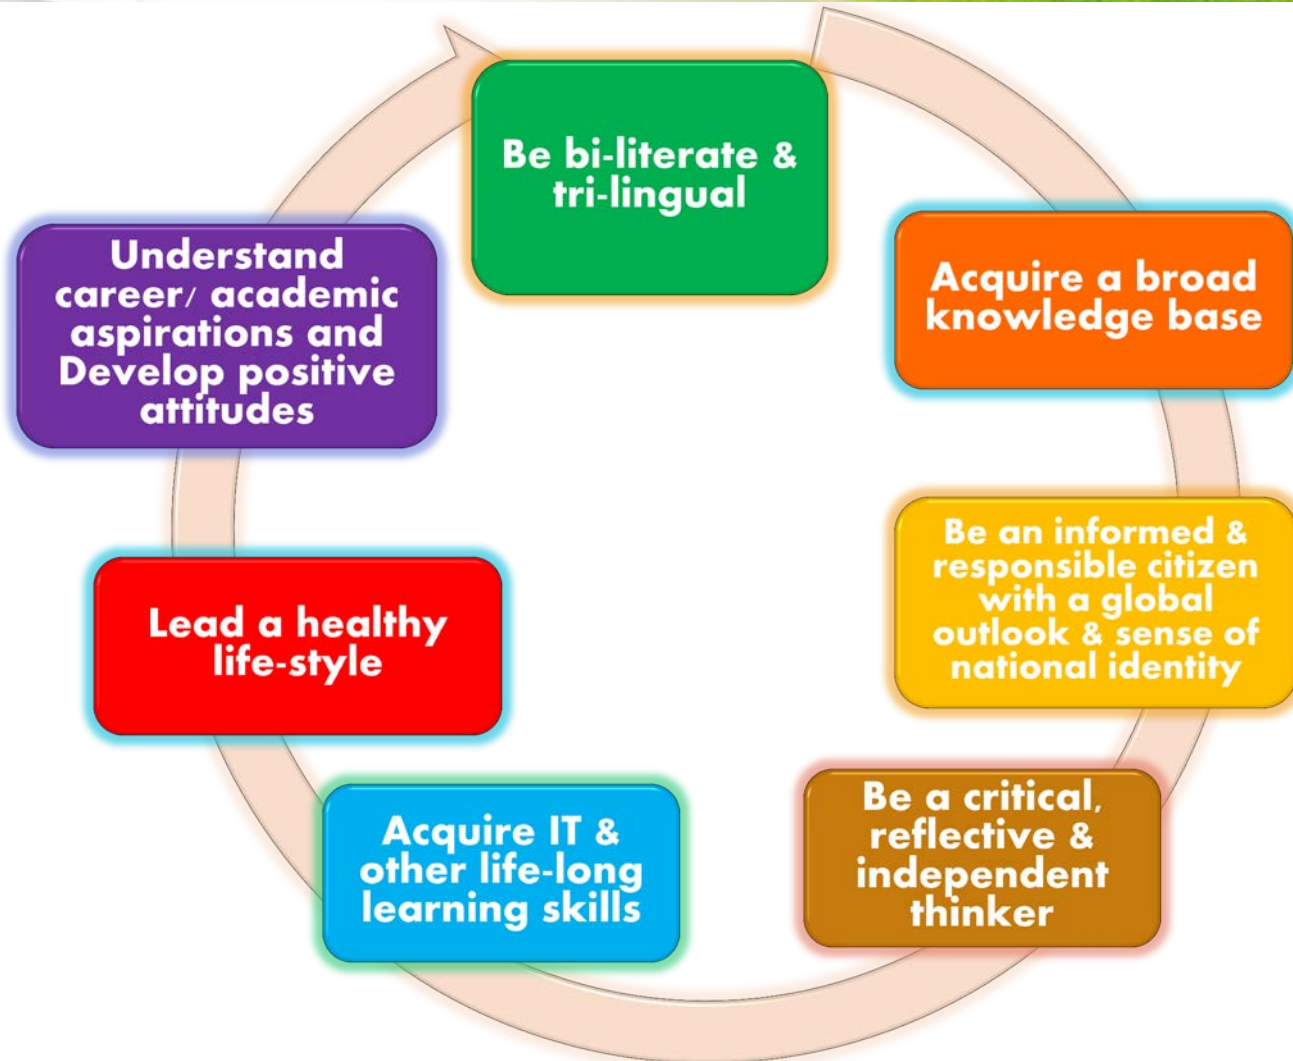 Be bi-literate &
tri-lingual
Acquire a broad
knowledge base
Be an informed &
responsible citizen
with a global
outlook & sense of
national identity
Be a critical,
reflective &
independent
thinker
Acquire IT &
other life-long
learning skills
Lead a healthy
life-style
Understand
career/ academic
aspirations and
Develop positive
attitudes